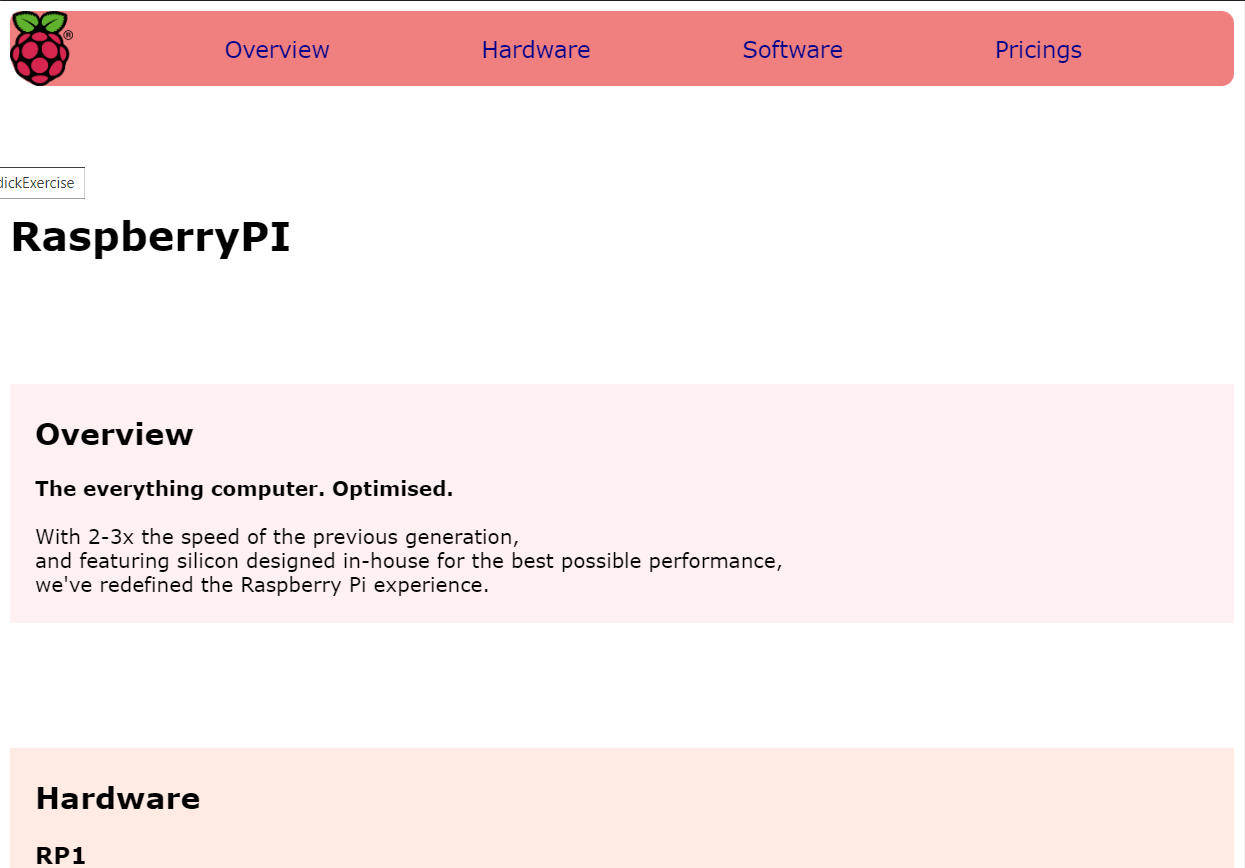 ®
Overview Hardware Software Pricings
dickExercise
RaspberryPI
Overview
The everything computer. Optimised.
With 2-3x the speed of the previous generation,
and featuring silicon designed in-house for the best possible performance,
we've redefined the Raspberry Pi experience.
Hardware
RP1